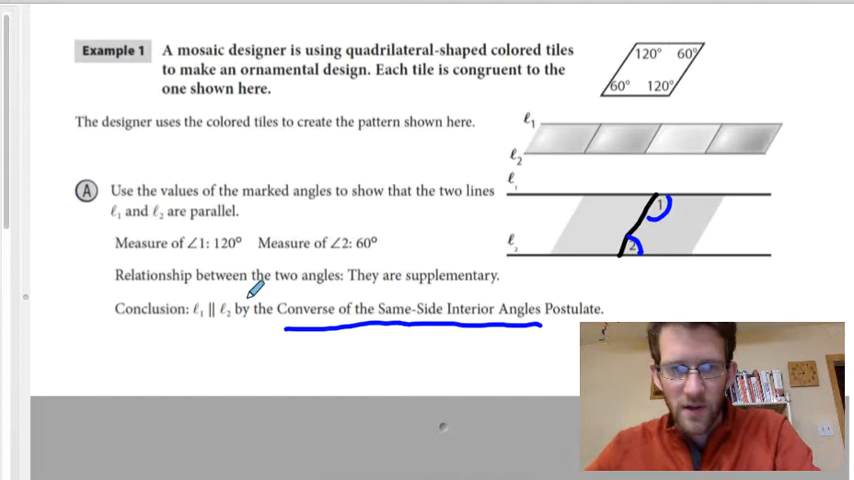 Example 1 A mosaic designer is using quadrilateral-shaped colored tiles
to make an ornamental design. Each tile is congruent to the
one shown here.
120° 60°
60° 120°
The designer uses the colored tiles to create the pattern shown here.
ℓ₁
ℓ₂
A Use the values of the marked angles to show that the two lines
ℓ₁ and ℓ₂ are parallel.
Measure of ∠1: 120° Measure of ∠2: 60°
Relationship between the two angles: They are supplementary.
Conclusion: ℓ₁ || ℓ₂ by the Converse of the Same-Side Interior Angles Postulate.
ℓ₁
1
ℓ₂
2